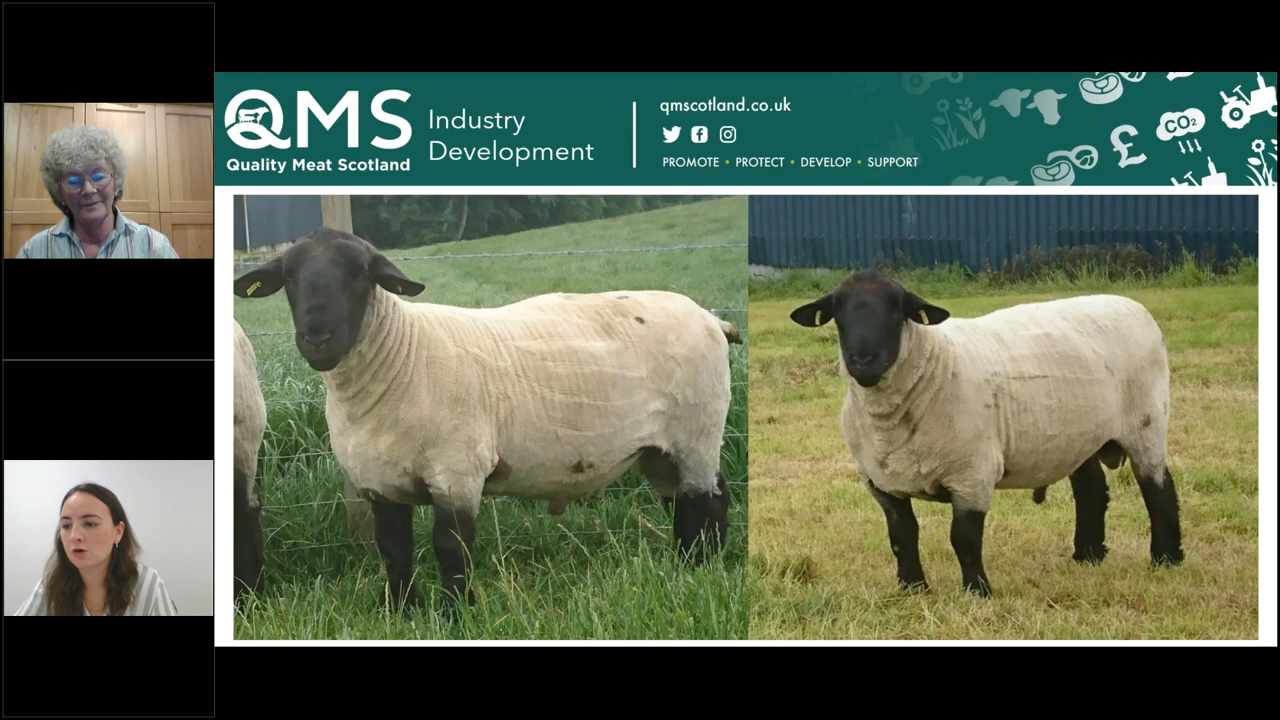 QMS
Quality Meat Scotland
Industry
Development
qmscotland.co.uk
PROMOTE • PROTECT • DEVELOP • SUPPORT
£
CO₂